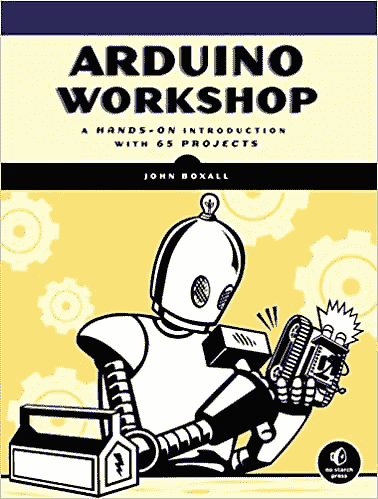 ARDUINO
WORKSHOP
A HANDS-ON INTRODUCTION
WITH 65 PROJECTS
JOHN BOXALL
no starch
press